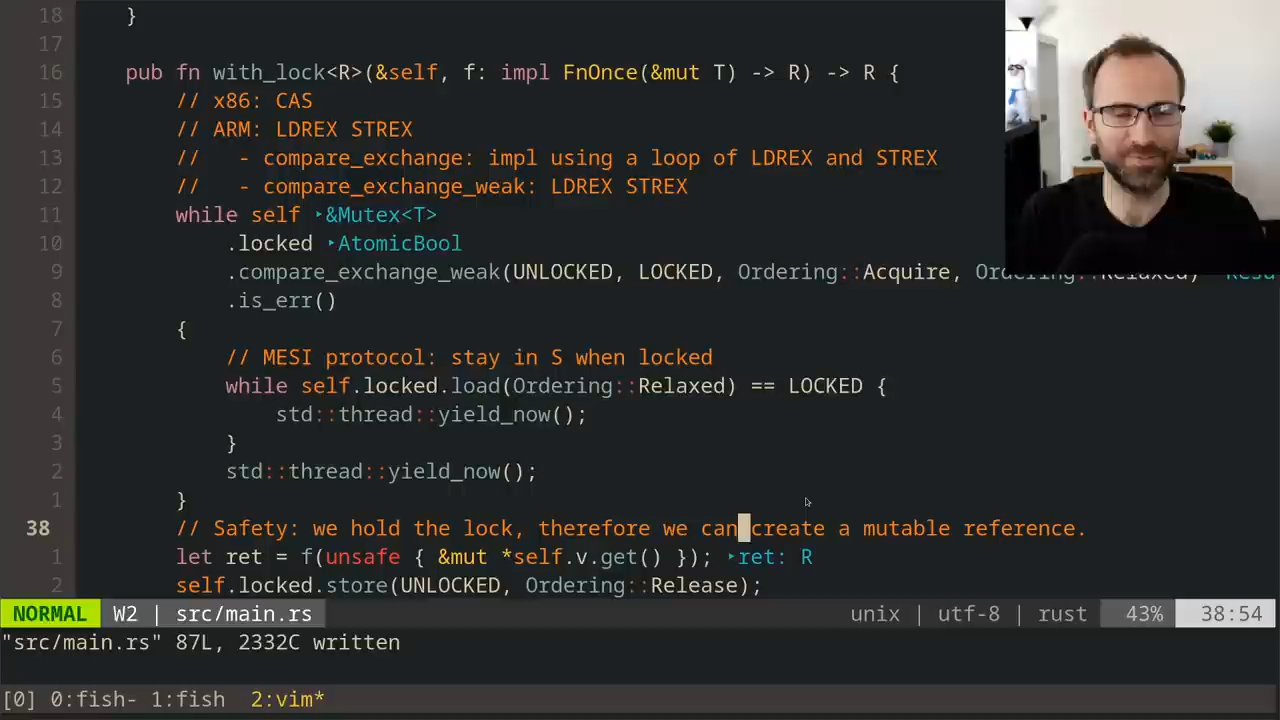 18 }
17
16 pub fn with_lock<R>(&self, f: impl FnOnce(&mut T) -> R) -> R {
15 // x86: CAS
14 // ARM: LDREX STREX
13 //   - compare_exchange: impl using a loop of LDREX and STREX
12 //   - compare_exchange_weak: LDREX STREX
11 while self ‣&Mutex<T>
10 .locked ‣AtomicBool
9 .compare_exchange_weak(UNLOCKED, LOCKED, Ordering::Acquire, Ordering::Relaxed)
8 .is_err()
7 {
6 // MESI protocol: stay in S when locked
5 while self.locked.load(Ordering::Relaxed) == LOCKED {
4 std::thread::yield_now();
3 }
2 std::thread::yield_now();
1 }
38 // Safety: we hold the lock, therefore we can create a mutable reference.
1 let ret = f(unsafe { &mut *self.v.get() }); ‣ret: R
2 self.locked.store(UNLOCKED, Ordering::Release);
NORMAL W2 | src/main.rs unix | utf-8 | rust 43% 38:54
"src/main.rs" 87L, 2332C written
[0] 0:fish- 1:fish 2:vim*